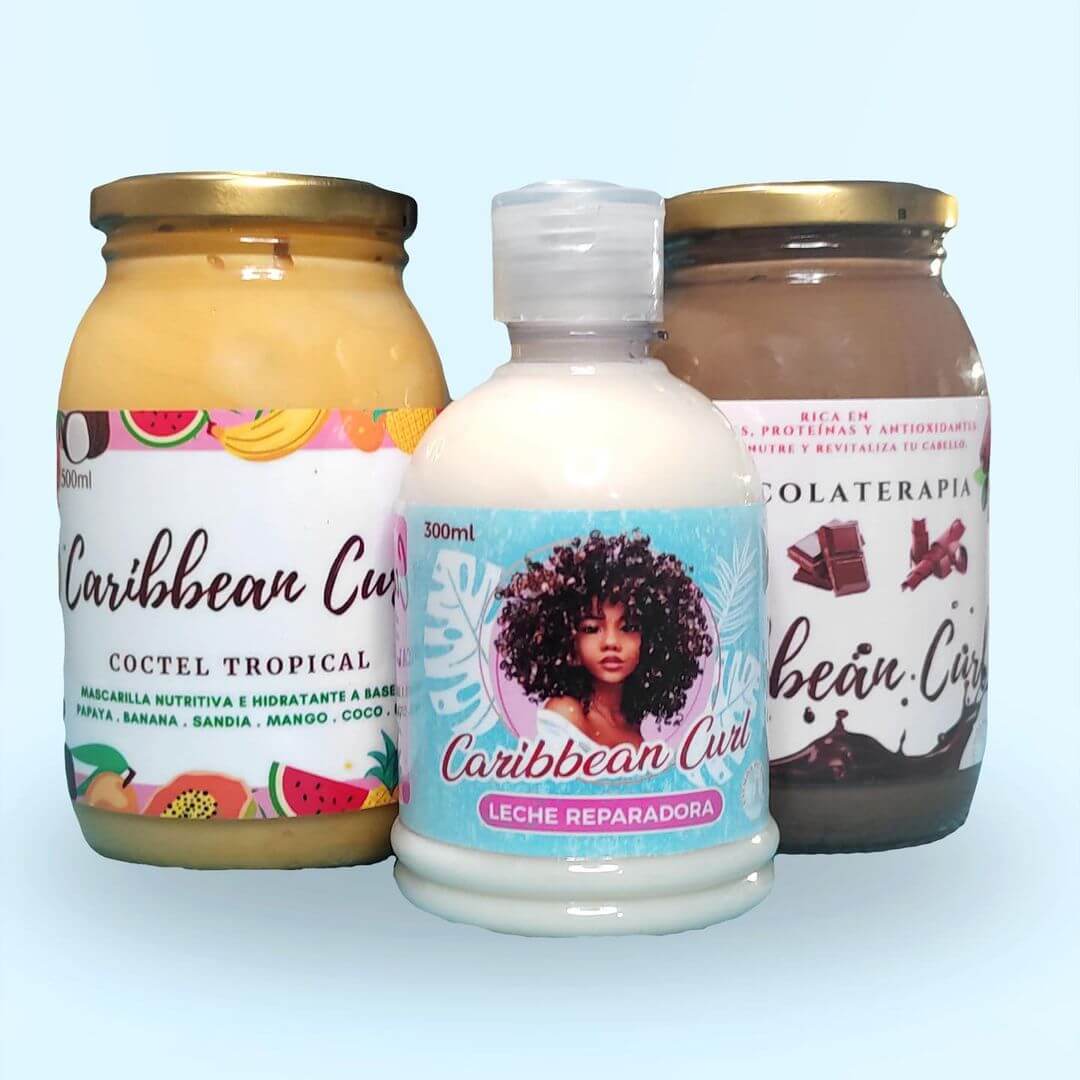 500ml
Caribbean Cu
COCTEL TROPICAL
MASCARILLA NUTRITIVA E HIDRATANTE A BASE
PAPAYA . BANANA . SANDIA . MANGO . COCO .
300ml
Caribbean Curl
LECHE REPARADORA
RICA EN
S, PROTEÍNAS Y ANTIOXIDANTES.
NUTRE Y REVITALIZA TU CABELLO.
COLATERAPIA
bbean Curl